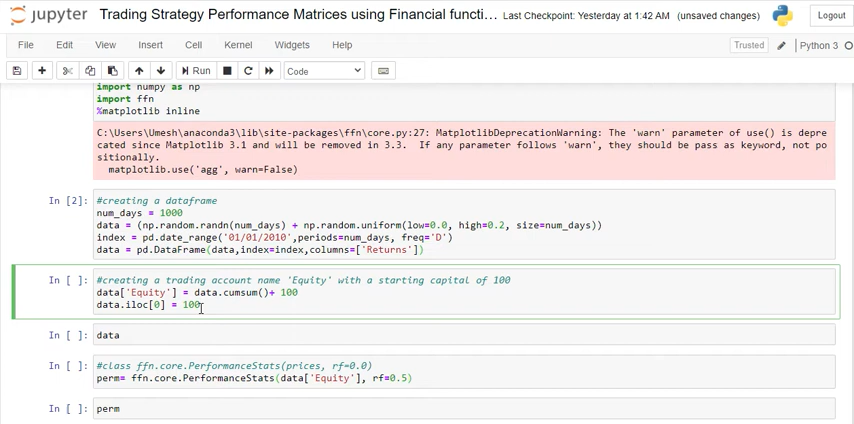 jupyter Trading Strategy Performance Matrices using Financial functi... Last Checkpoint: Yesterday at 1:42 AM (unsaved changes) Logout
File Edit View Insert Cell Kernel Widgets Help Trusted Python 3
Run Code
import numpy as np
import ffn
%matplotlib inline
C:\Users\Umesh\anaconda3\lib\site-packages\ffn\core.py:27: MatplotlibDeprecationWarning: The 'warn' parameter of use() is depre
cated since Matplotlib 3.1 and will be removed in 3.3. If any parameter follows 'warn', they should be pass as keyword, not po
sitionally.
matplotlib.use('agg', warn=False)
In [2]: #creating a dataframe
num_days = 1000
data = (np.random.randn(num_days) + np.random.uniform(low=0.0, high=0.2, size=num_days))
index = pd.date_range('01/01/2010',periods=num_days, freq='D')
data = pd.DataFrame(data,index=index,columns=['Returns'])
In [ ]: #creating a trading account name 'Equity' with a starting capital of 100
data['Equity'] = data.cumsum()+ 100
data.iloc[0] = 100
In [ ]: data
In [ ]: #class ffn.core.PerformanceStats(prices, rf=0.0)
perm= ffn.core.PerformanceStats(data['Equity'], rf=0.5)
In [ ]: perm